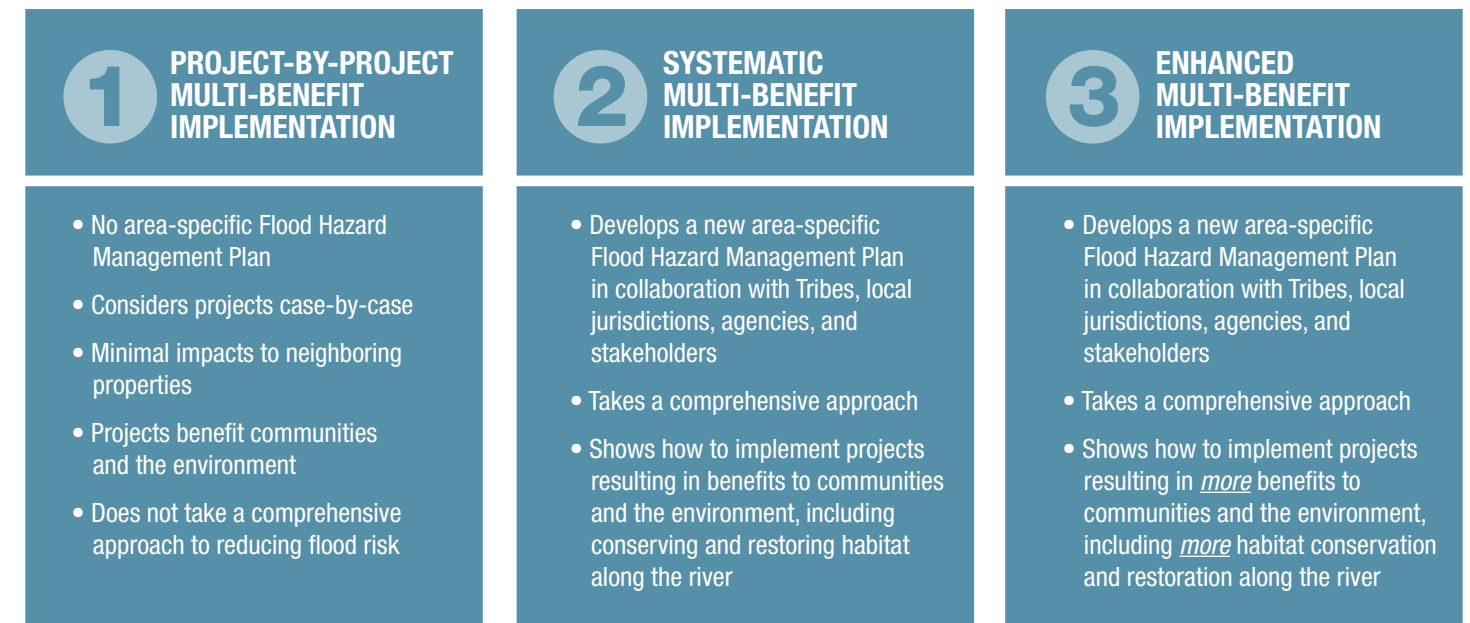 1
PROJECT-BY-PROJECT
MULTI-BENEFIT
IMPLEMENTATION
• No area-specific Flood Hazard
Management Plan
• Considers projects case-by-case
• Minimal impacts to neighboring
properties
• Projects benefit communities
and the environment
• Does not take a comprehensive
approach to reducing flood risk
2
SYSTEMATIC
MULTI-BENEFIT
IMPLEMENTATION
• Develops a new area-specific
Flood Hazard Management Plan
in collaboration with Tribes, local
jurisdictions, agencies, and
stakeholders
• Takes a comprehensive approach
• Shows how to implement projects
resulting in benefits to communities
and the environment, including
conserving and restoring habitat
along the river
3
ENHANCED
MULTI-BENEFIT
IMPLEMENTATION
• Develops a new area-specific
Flood Hazard Management Plan
in collaboration with Tribes, local
jurisdictions, agencies, and
stakeholders
• Takes a comprehensive approach
• Shows how to implement projects
resulting in more benefits to
communities and the environment,
including more habitat conservation
and restoration along the river